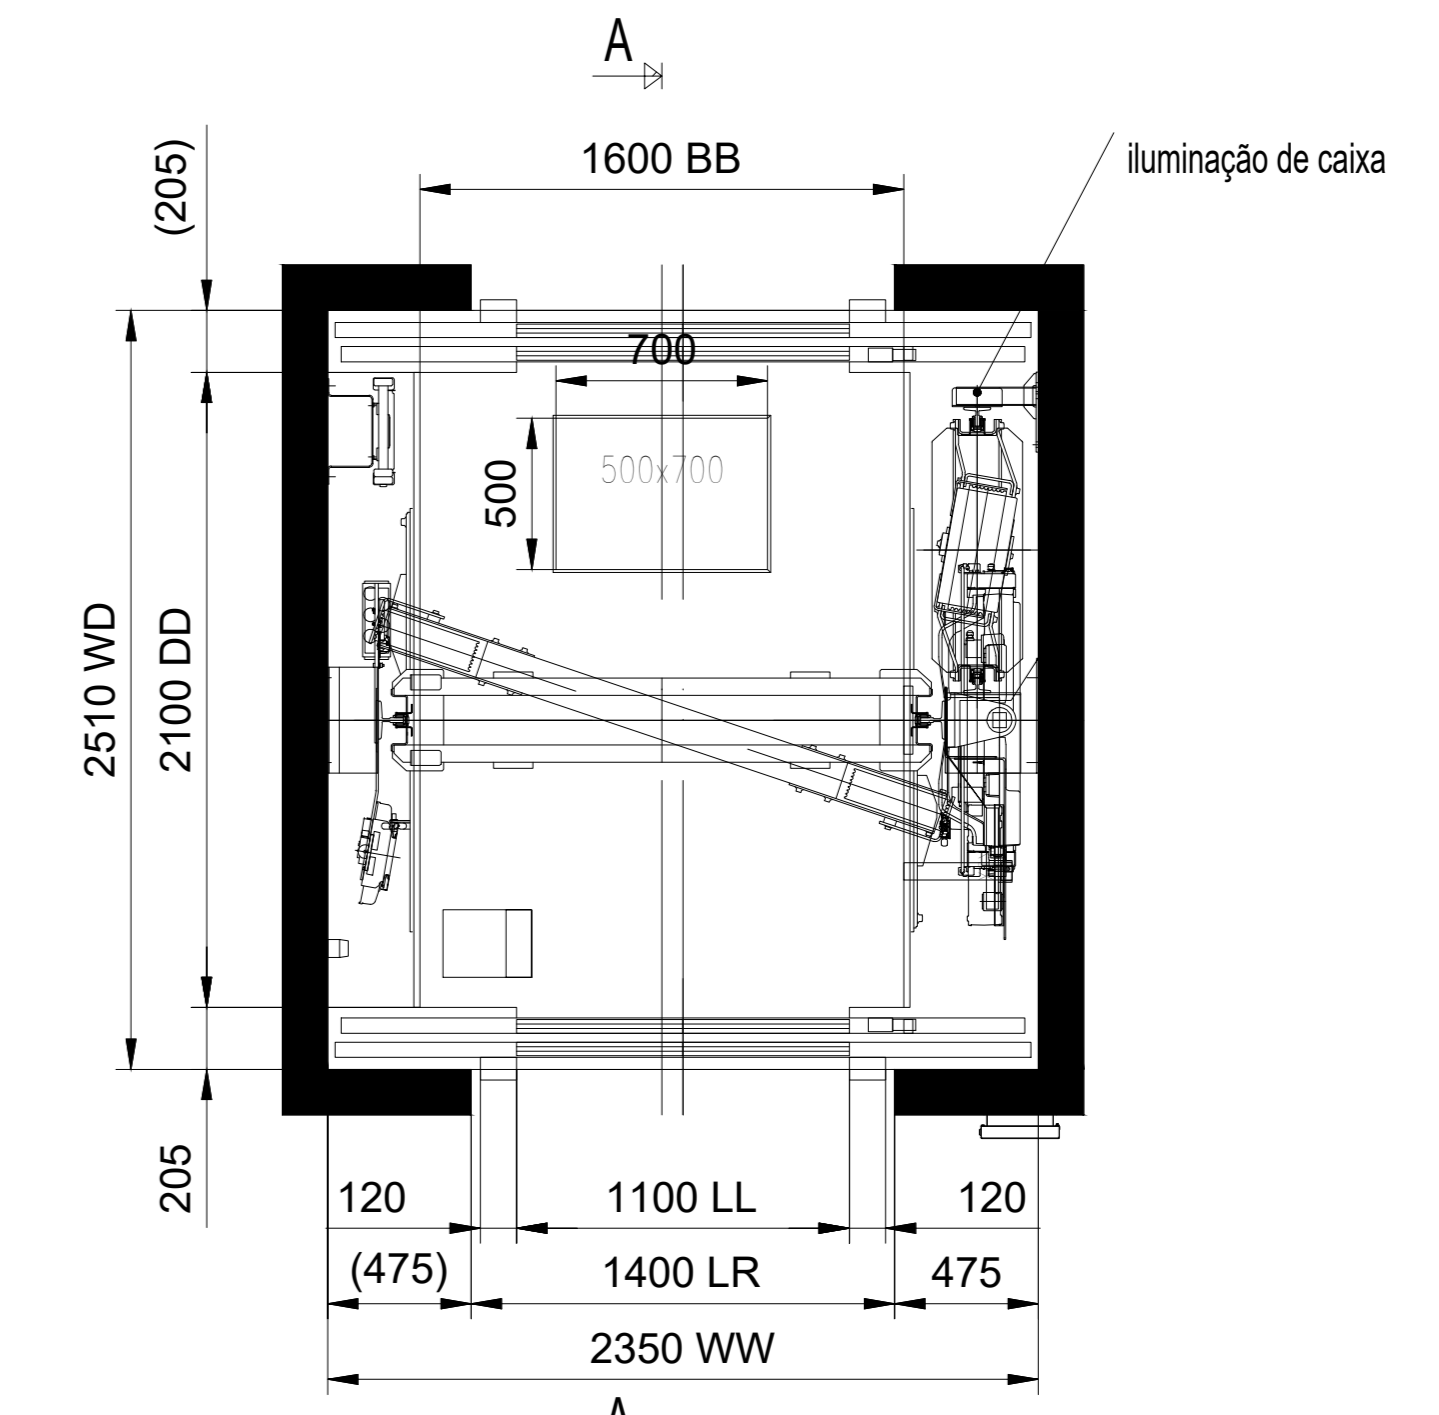 A
(205)
1600 BB
iluminação de caixa
700
500x700
500
2510 WD
2100 DD
205
120
1100 LL
120
(475)
1400 LR
475
2350 WW
A